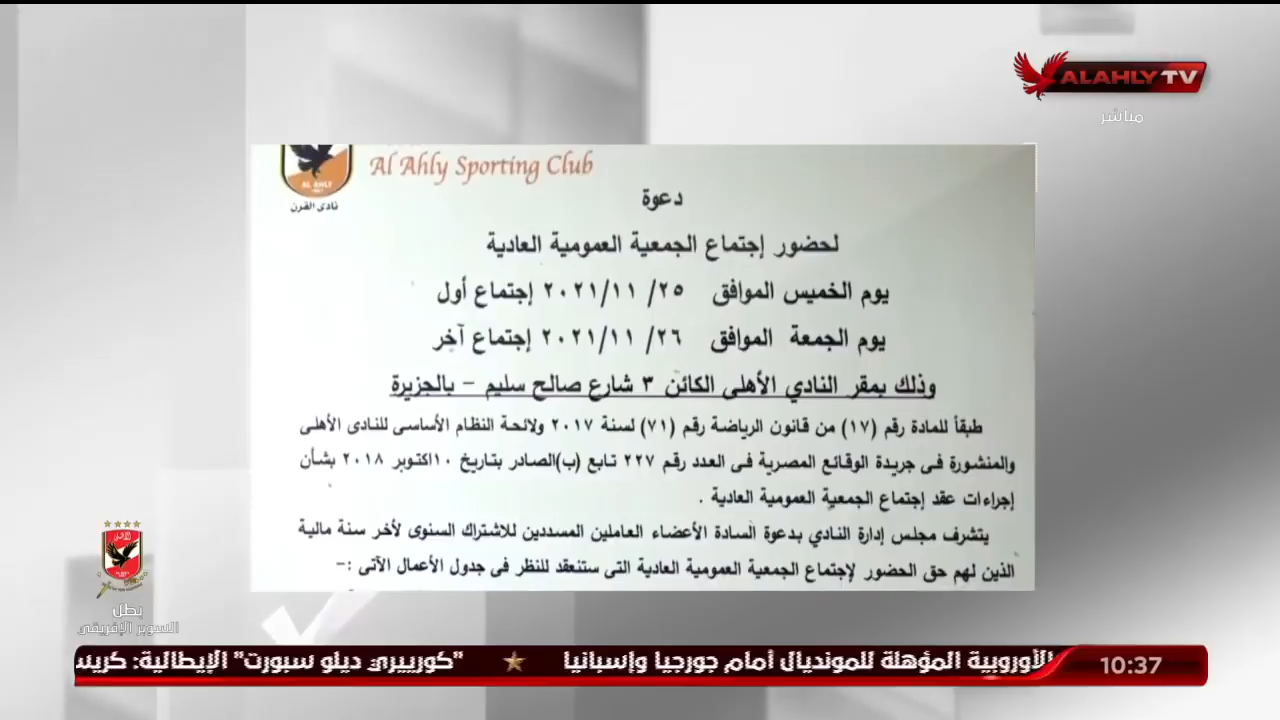 ALAHLY TV
مباشر
Al Ahly Sporting Club
AL AHLY
نادى القرن
دعوة
لحضور إجتماع الجمعية العمومية العادية
يوم الخميس الموافق ٢٥/ ٢٠٢١/١١ إجتماع أول
يوم الجمعة الموافق ٢٦/ ٢٠٢١/١١ إجتماع آخر
وذلك بمقر النادي الأهلى الكائن ٣ شارع صالح سليم – بالجزيرة
طبقاً للمادة رقم (١٧) من قانون الرياضة رقم (٧١) لسنة ٢٠١٧ ولائحة النظام الأساسى للنادى الأهلى
والمنشورة فى جريدة الوقائع المصرية فى العدد رقم ٢٢٧ تابع (ب)الصادر بتاريخ ١٠اكتوبر ٢٠١٨ بشأن
إجراءات عقد إجتماع الجمعية العمومية العادية .
يتشرف مجلس إدارة النادي بدعوة السادة الأعضاء العاملين المسددين للاشتراك السنوى لأخر سنة مالية
الذين لهم حق الحضور لإجتماع الجمعية العمومية العادية التى ستنعقد للنظر فى جدول الأعمال الآتى :-
بطل
السوبر الإفريقي
الأوروبية المؤهلة للمونديال أمام جورجيا وإسبانيا
"كورييري ديلو سبورت" الإيطالية: كريس
10:37